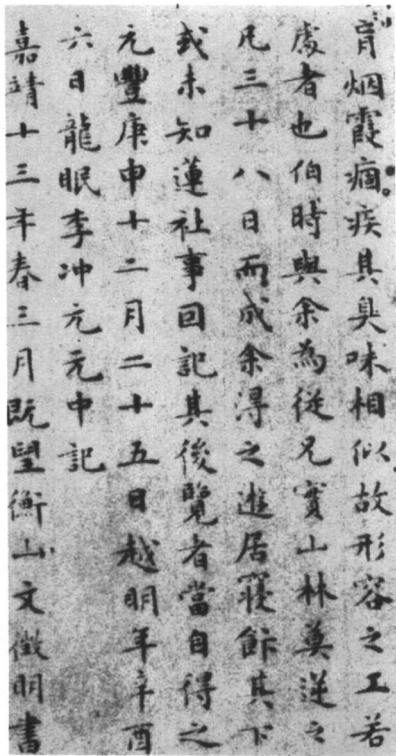 肓烟霞痼疾其臭味相似故形容之工若
處者也伯時與余為從兄實山林莫逆之
凡三十八日而成余得之遊居寢飫其下
或未知蓮社事回記其後覽者當自得之
元豐庚申十二月二十五日越明年辛酉
六日龍眠李冲元元中記
嘉靖十三年春三月既望衡山文徵明書